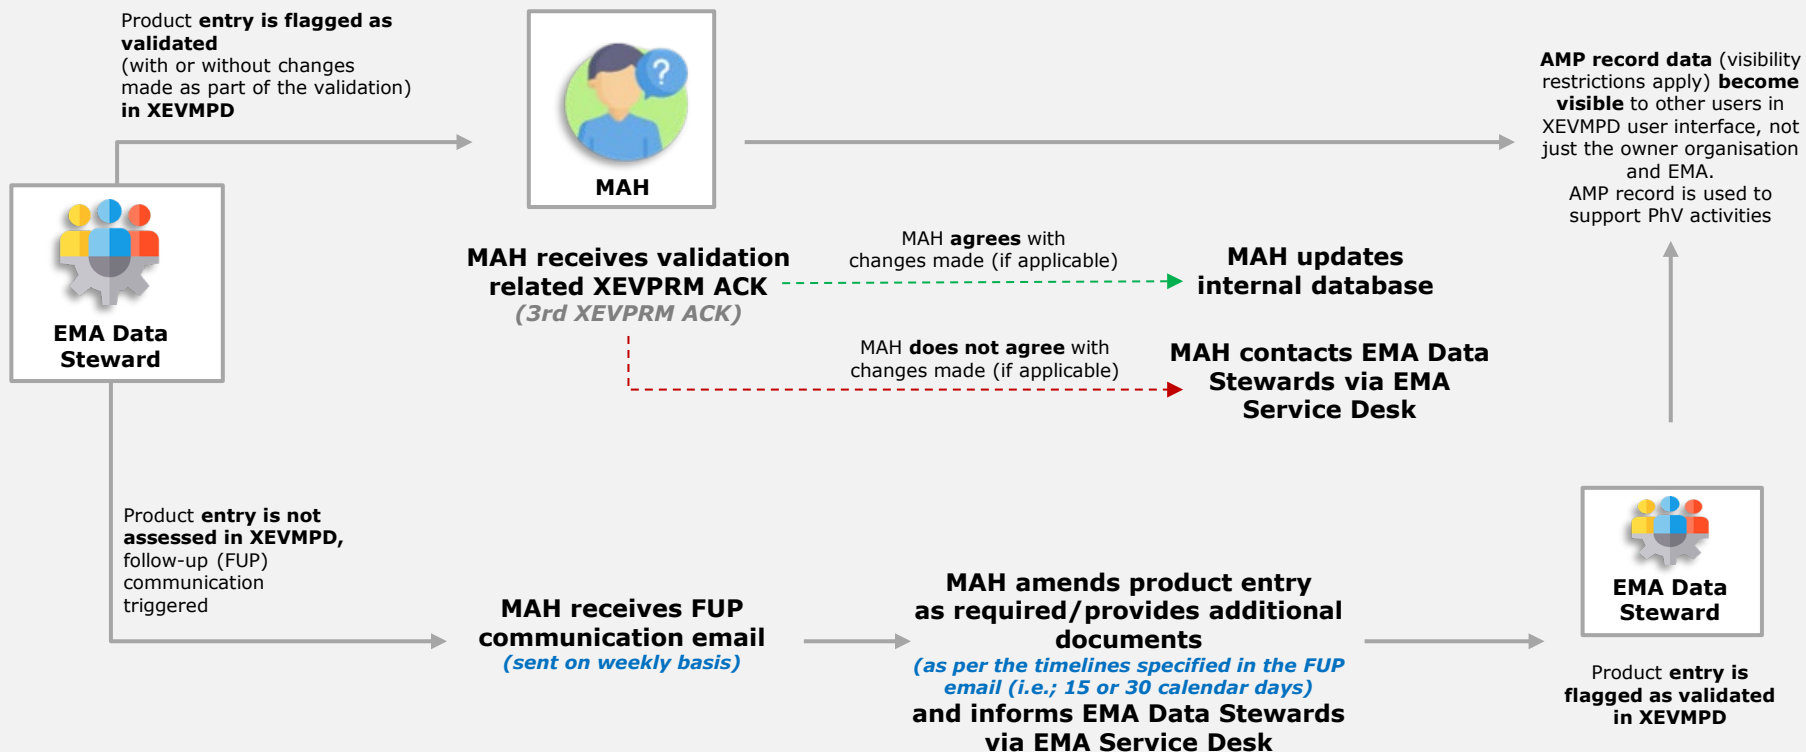 Product entry is flagged as
validated
(with or without changes
made as part of the validation)
in XEVMPD
?
MAH
AMP record data (visibility
restrictions apply) become
visible to other users in
XEVMPD user interface, not
just the owner organisation
and EMA.
AMP record is used to
support PhV activities
EMA Data
Steward
MAH receives validation
related XEVPRM ACK
(3rd XEVPRM ACK)
MAH agrees with
changes made (if applicable)
MAH updates
internal database
MAH does not agree with
changes made (if applicable)
MAH contacts EMA Data
Stewards via EMA
Service Desk
Product entry is not
assessed in XEVMPD,
follow-up (FUP)
communication
triggered
MAH receives FUP
communication email
(sent on weekly basis)
MAH amends product entry
as required/provides additional
documents
(as per the timelines specified in the FUP
email (i.e.; 15 or 30 calendar days)
and informs EMA Data Stewards
via EMA Service Desk
EMA Data
Steward
Product entry is
flagged as validated
in XEVMPD